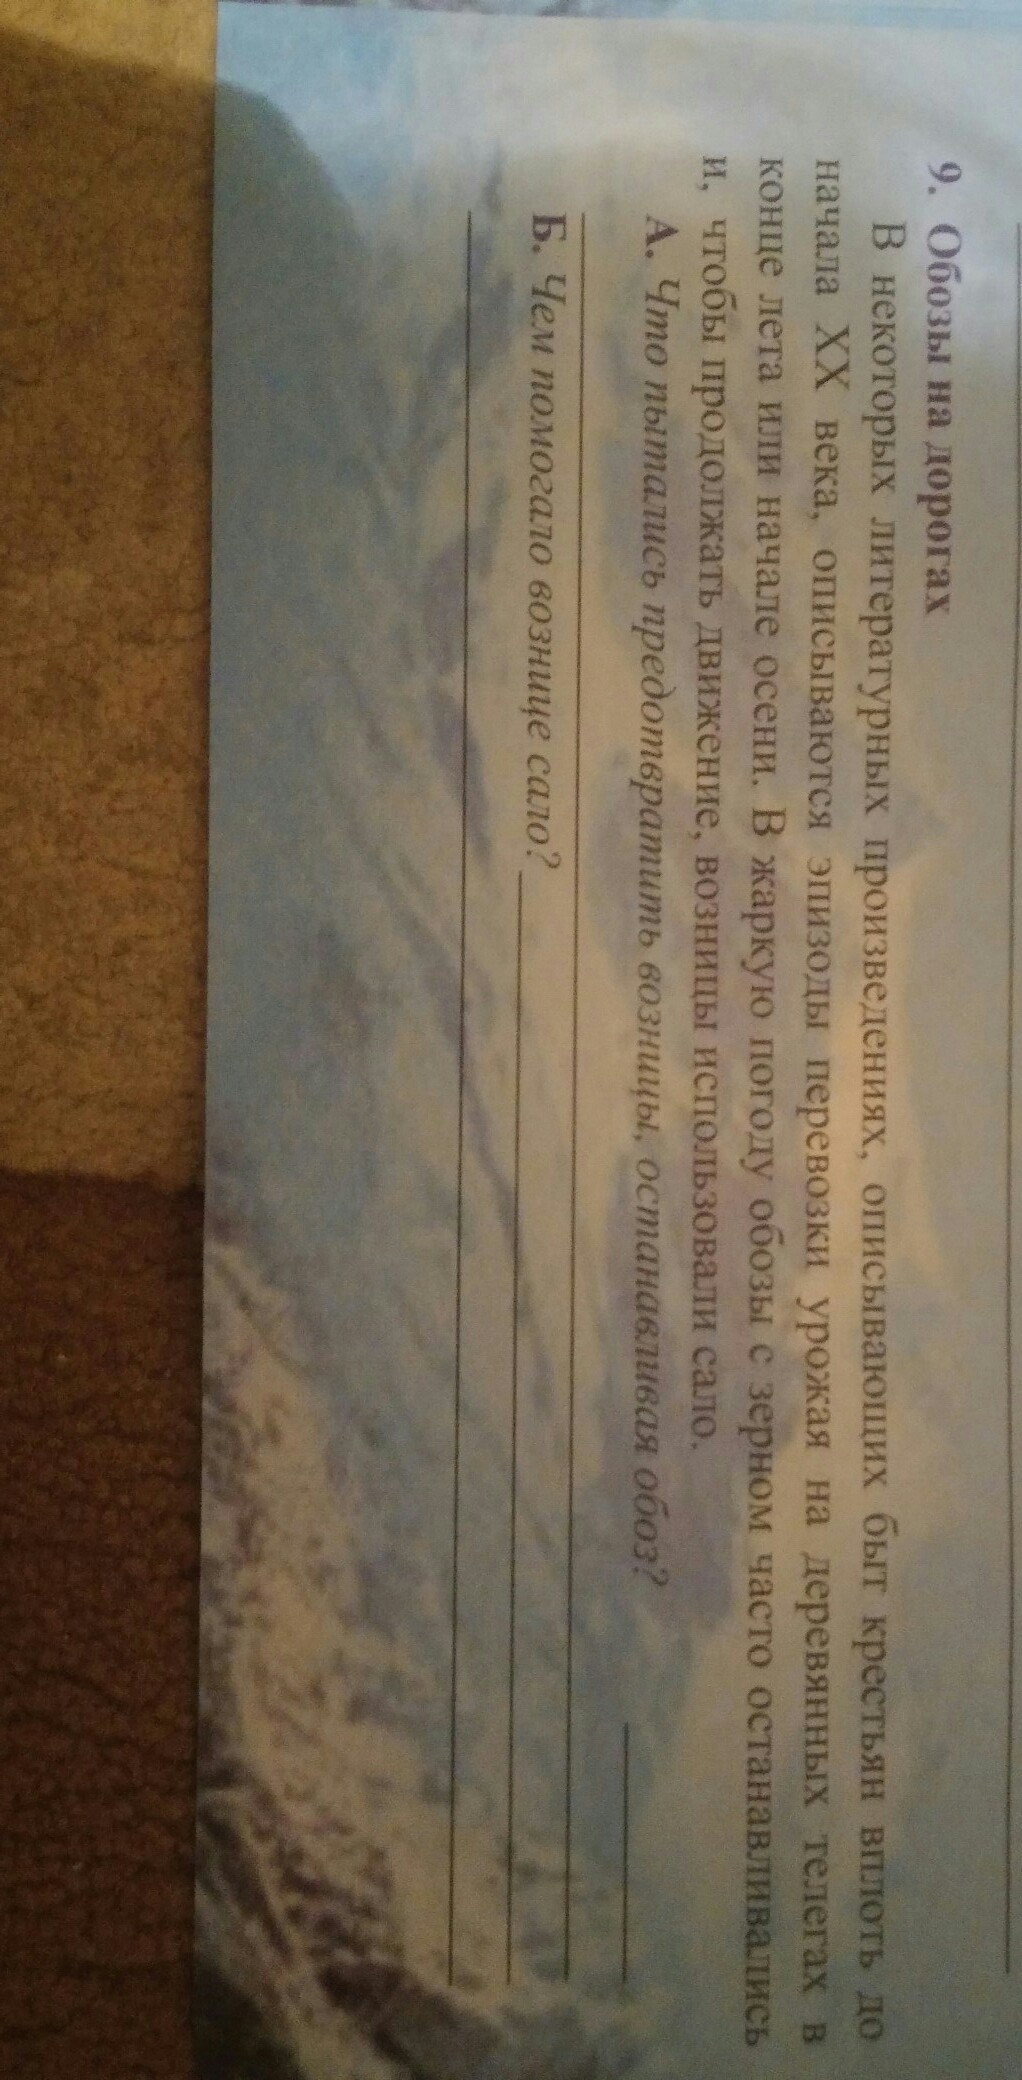 9. Обозы на дорогах
В некоторых литературных произведениях, описывающих быт крестьян вплоть до
начала XX века, описываются эпизоды перевозки урожая на деревянных телегах в
конце лета или начале осени. В жаркую погоду обозы с зерном часто останавливались
и, чтобы продолжать движение, возницы использовали сало.
А. Что пытались предотвратить возницы, останавливая обоз?
Б. Чем помогало вознице сало?